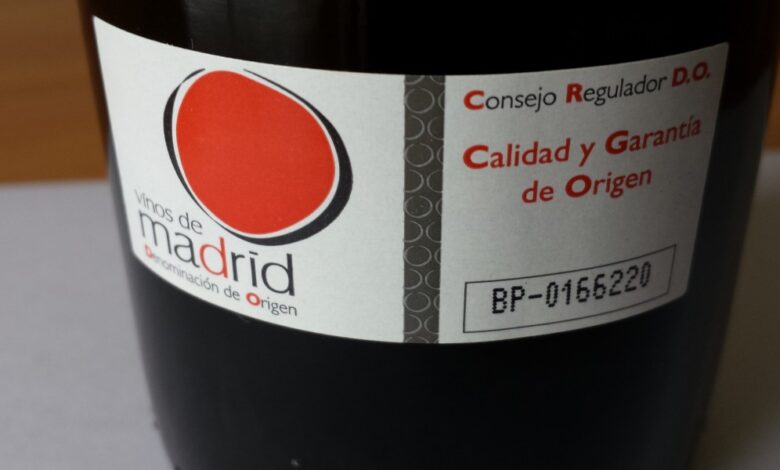 vinos de
madrid
Denominación de Origen
Consejo Regulador D.O.
Calidad y Garantía
de Origen
BP-0166220